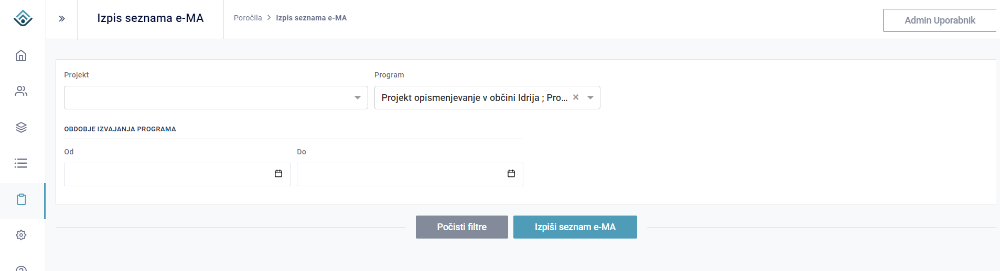 Izpis seznama e-MA
Poročila > Izpis seznama e-MA
Admin Uporabnik
Projekt
Program
Projekt opismenjevanje v občini Idrija ; Pro...
OBDOBJE IZVAJANJA PROGRAMA
Od
Do
Počisti filtre
Izpiši seznam e-MA